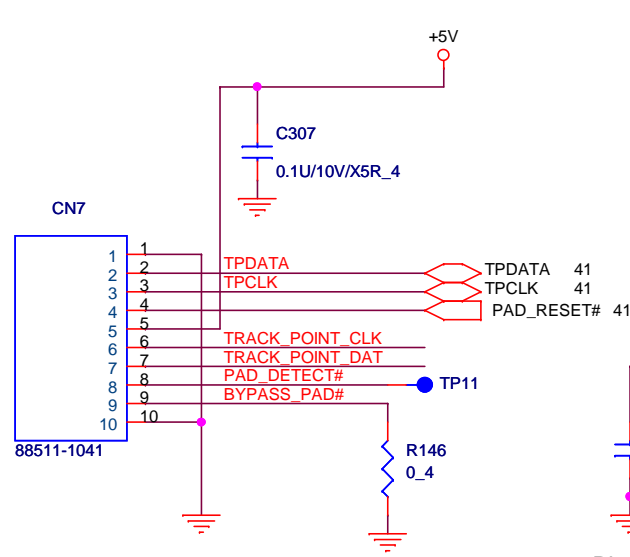 +5V
C307
0.1U/10V/X5R_4
CN7
1 1
2 2 TPDATA TPDATA 41
3 3 TPCLK TPCLK 41
4 4 PAD_RESET# 41
5 5
6 6 TRACK_POINT_CLK
7 7 TRACK_POINT_DAT
8 8 PAD_DETECT# TP11
9 9 BYPASS_PAD#
10 10
88511-1041
R146
0_4